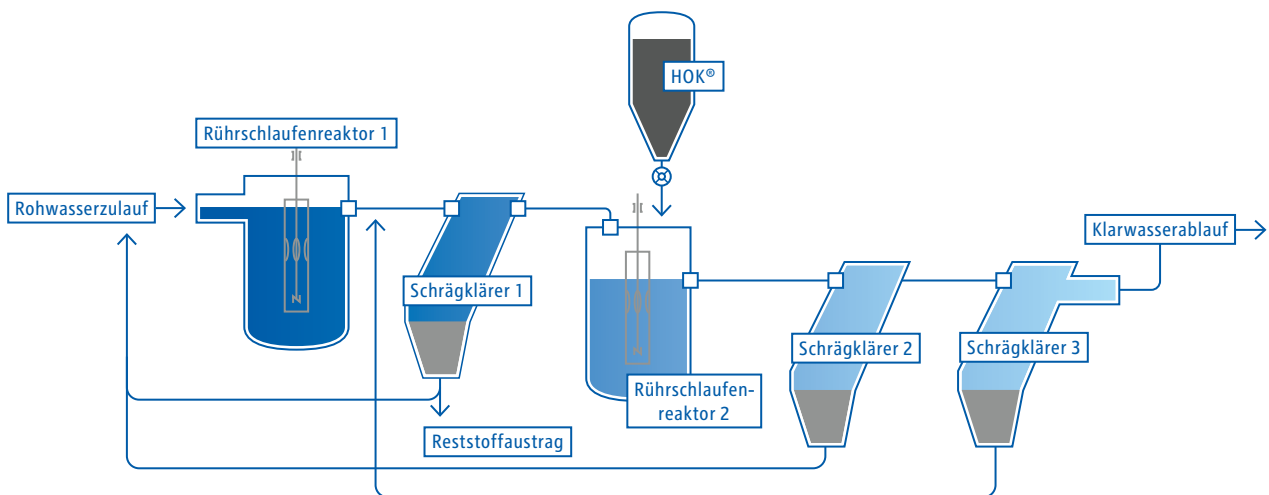 HOK®
Rührschlaufenreaktor 1
Rohwasserzulauf
Klarwasserablauf
Schrägklärer 1
Schrägklärer 2
Schrägklärer 3
Rührschlaufen-
reaktor 2
Reststoffaustrag